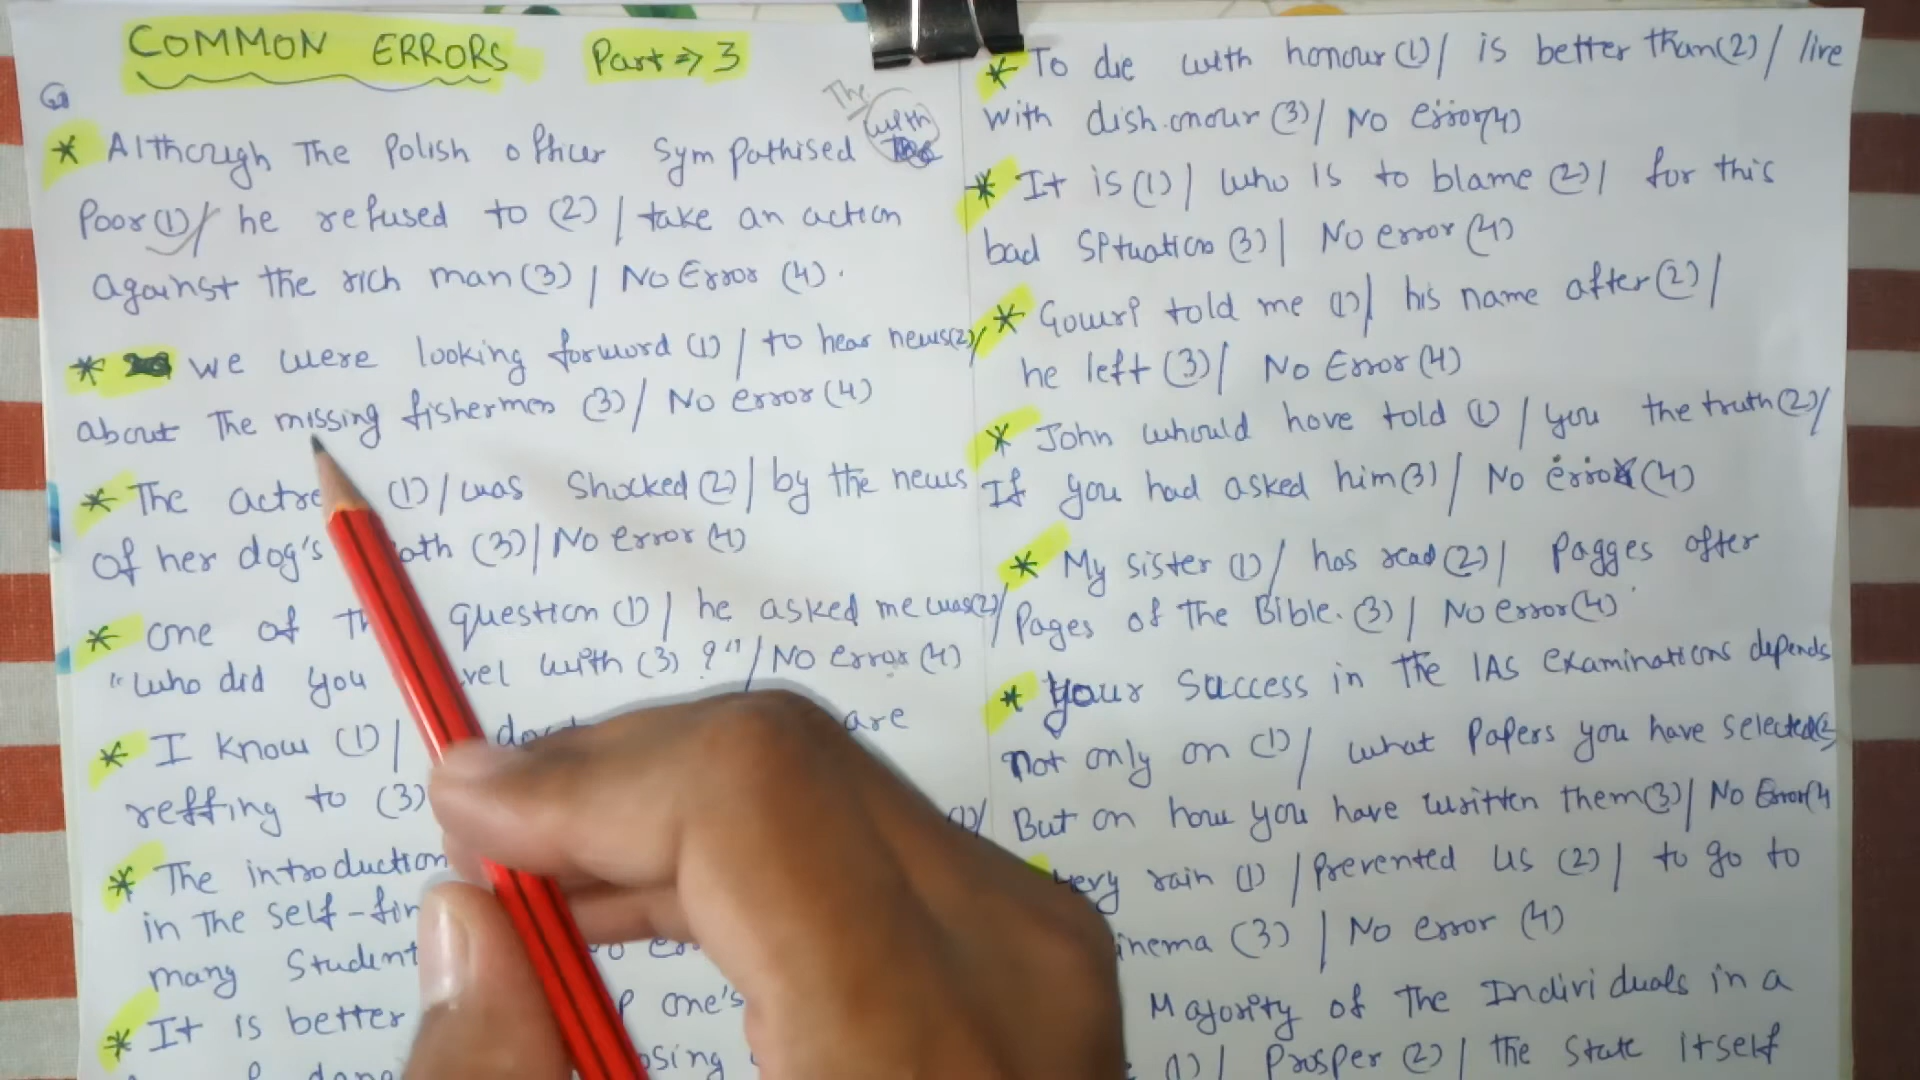 COMMON ERRORS Part ⇒ 3
The
with
* Although The Polish officer Sympathised
Poor(1)/ he refused to (2) / take an action
against the rich man(3) / No Error (4).
* we were looking forword (1) / to hear news(2)/
about The missing fishermen (3)/ No error(4)
* The actre (1)/ was Shocked (2)/ by the news
of her dog's (3)/ No error (4)
* One of question (1) / he asked me was(2)/
"Who did you with (3) ?" / No error (4)
* I know (1)/ are
reffing to (3)
* The introduction
in The Self-fin
many Student
* It is better one's
* To die with honour (1)/ is better than(2)/ live
with dish.onour (3)/ No error(4)
* It is (1) / who is to blame (2)/ for this
bad Situation (3)/ No error (4)
* Gowri told me (1)/ his name after(2)/
he left (3)/ No Error(4)
* John whould have told (1) / you the truth(2)/
If you had asked him(3)/ No error (4)
* My sister (1)/ has read (2)/ Pagges after
Pages of The Bible. (3)/ No error(4)
* Your Success in The IAS examinations depends
not only on (1)/ what Papers you have selected(2)
But on how you have written them(3)/ No Error(4
rain (1) / prevented us (2)/ to go to
inema (3) / No error (4)
Majority of The Individuals in a
(1)/ Prosper (2)/ the State itself